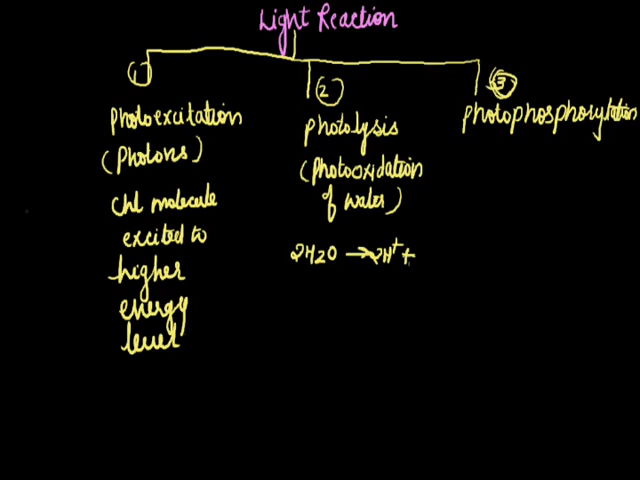 Light Reaction
1
Photoexcitation
(Photons)
Chl molecule
excited to
higher
energy
level
2
Photolysis
(Photooxidation
of water)
2H2O → 2H⁺ +
3
Photophosphorylation